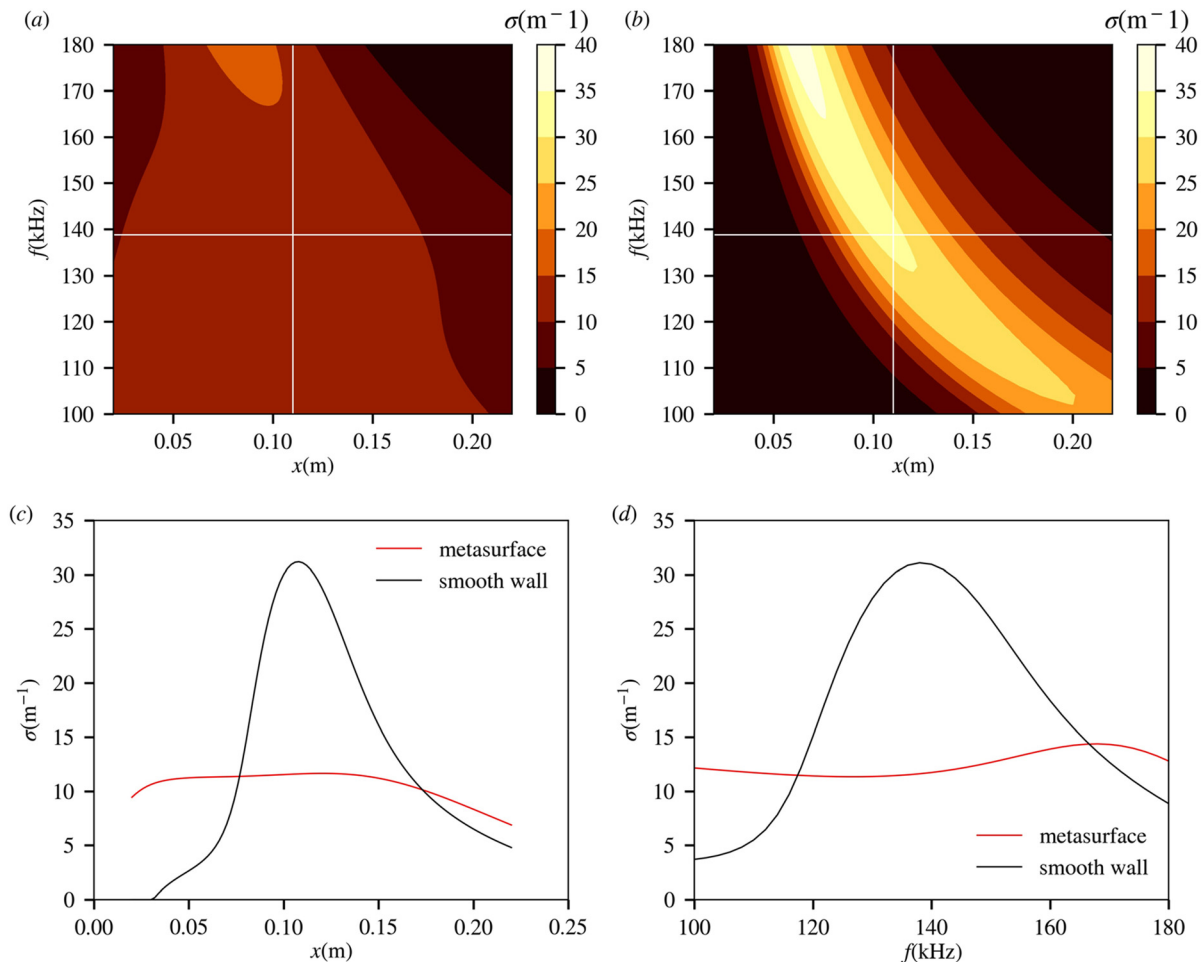 (a) σ(m−1) (b) σ(m−1)
180 40 180 40
170 35 170 35
160 30 160 30
150 25 150 25
f(kHz) 140 20 f(kHz) 140 20
130 15 130 15
120 10 120 10
110 5 110 5
100 0 100 0
0.05 0.10 0.15 0.20 0.05 0.10 0.15 0.20
x(m) x(m)
(c) (d)
35 35
30 metasurface 30
25 smooth wall 25
20 20
σ(m⁻¹) σ(m⁻¹)
15 15
10 10
5 metasurface 5
smooth wall
0 0
0.00 0.05 0.10 0.15 0.20 0.25 100 120 140 160 180
x(m) f(kHz)